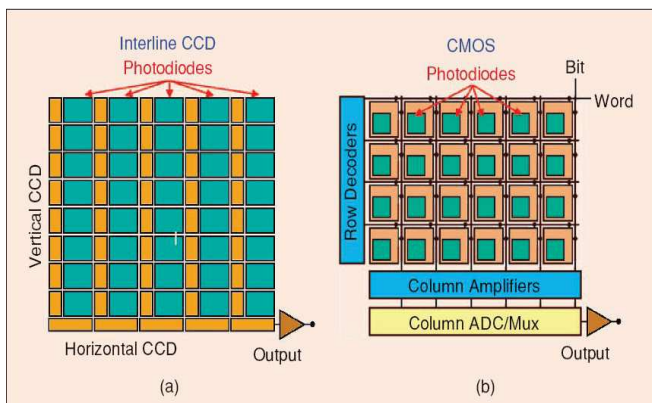 Interline CCD
Photodiodes
Vertical CCD
Horizontal CCD
Output
(a)
CMOS
Photodiodes
Bit
Word
Row Decoders
Column Amplifiers
Column ADC/Mux
Output
(b)